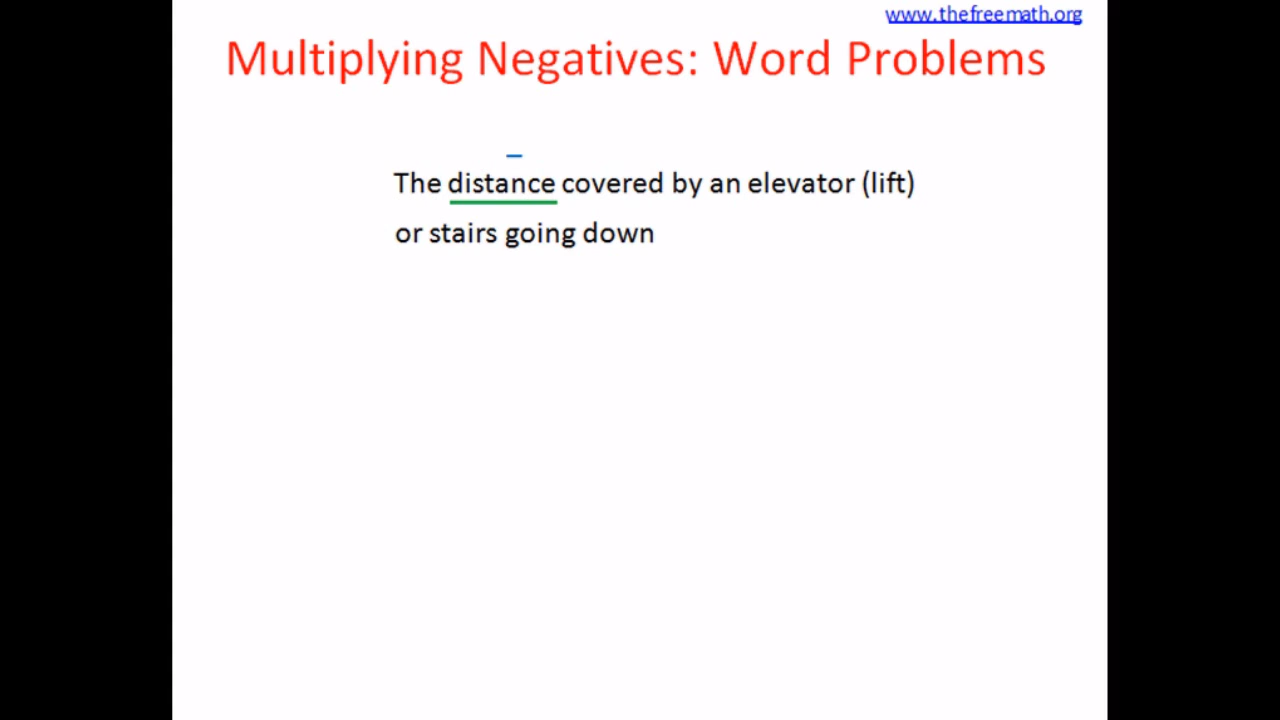 www.thefreemath.org
Multiplying Negatives: Word Problems
–
The distance covered by an elevator (lift)
or stairs going down